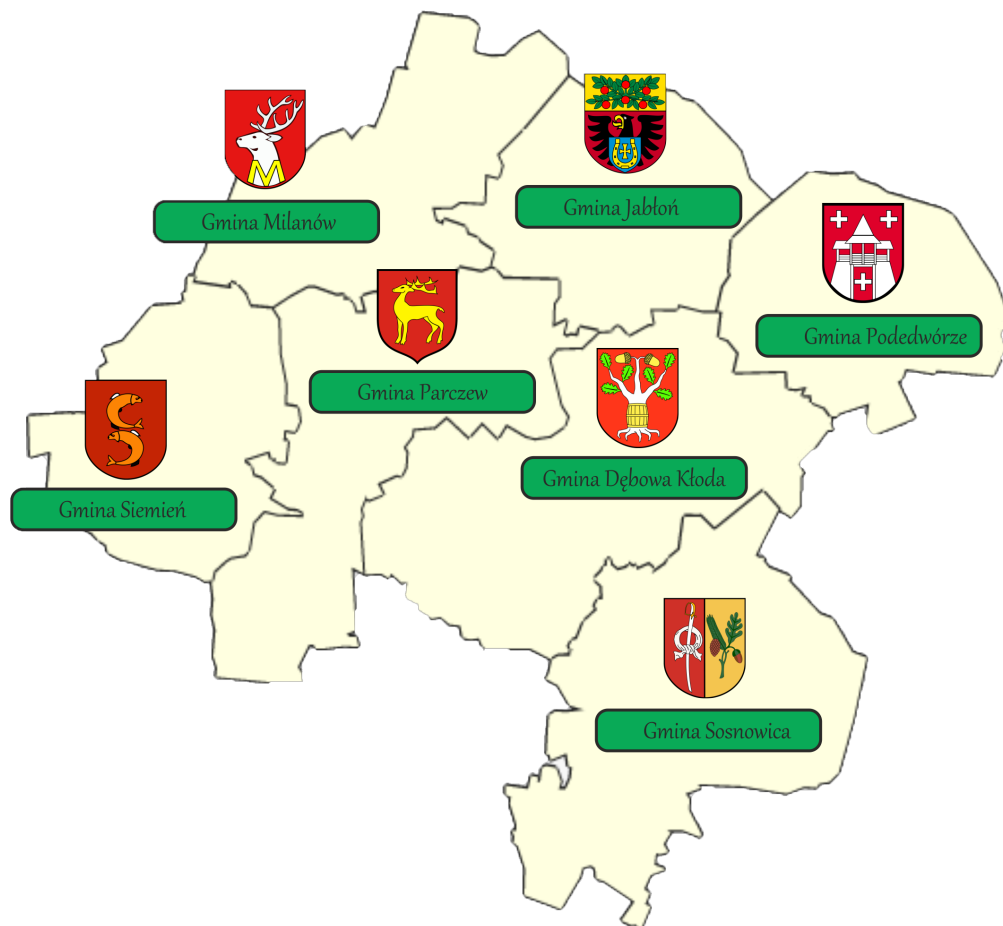 M
Gmina Milanów
Gmina Jabłoń
Gmina Podedwórze
Gmina Parczew
Gmina Dębowa Kłoda
Gmina Siemień
Gmina Sosnowica